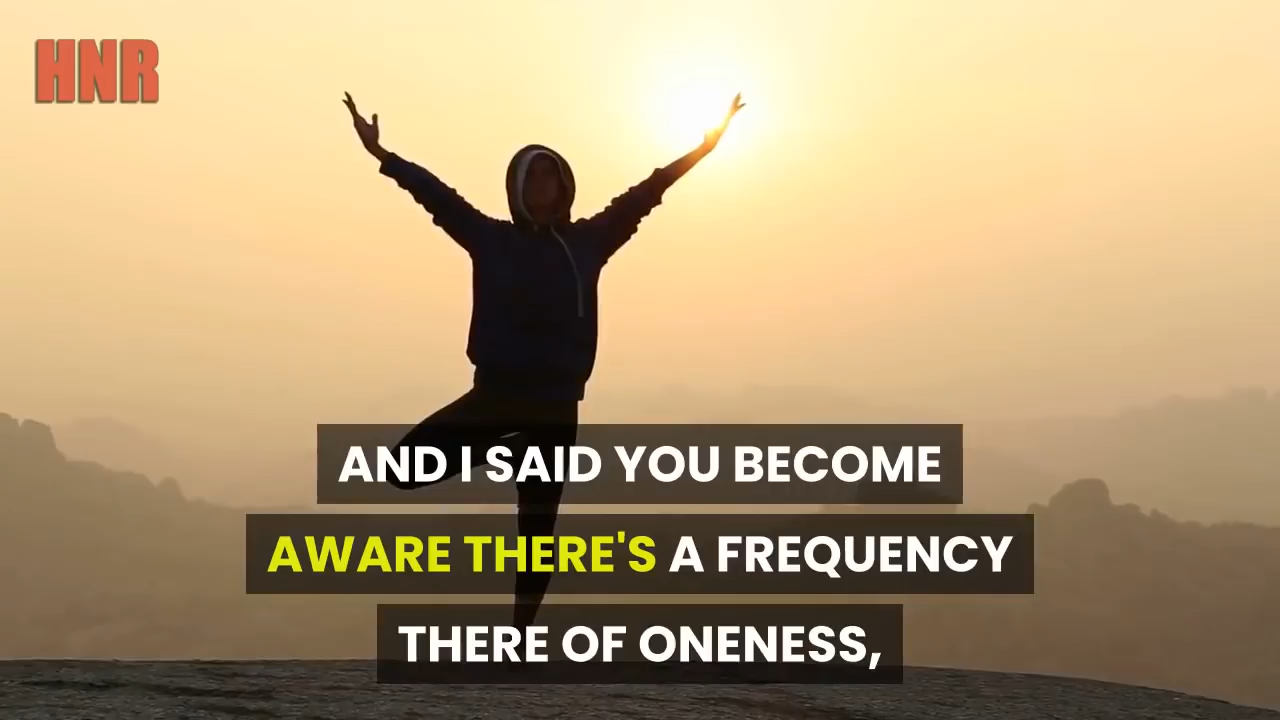 HNR
AND I SAID YOU BECOME
AWARE THERE'S A FREQUENCY
THERE OF ONENESS,